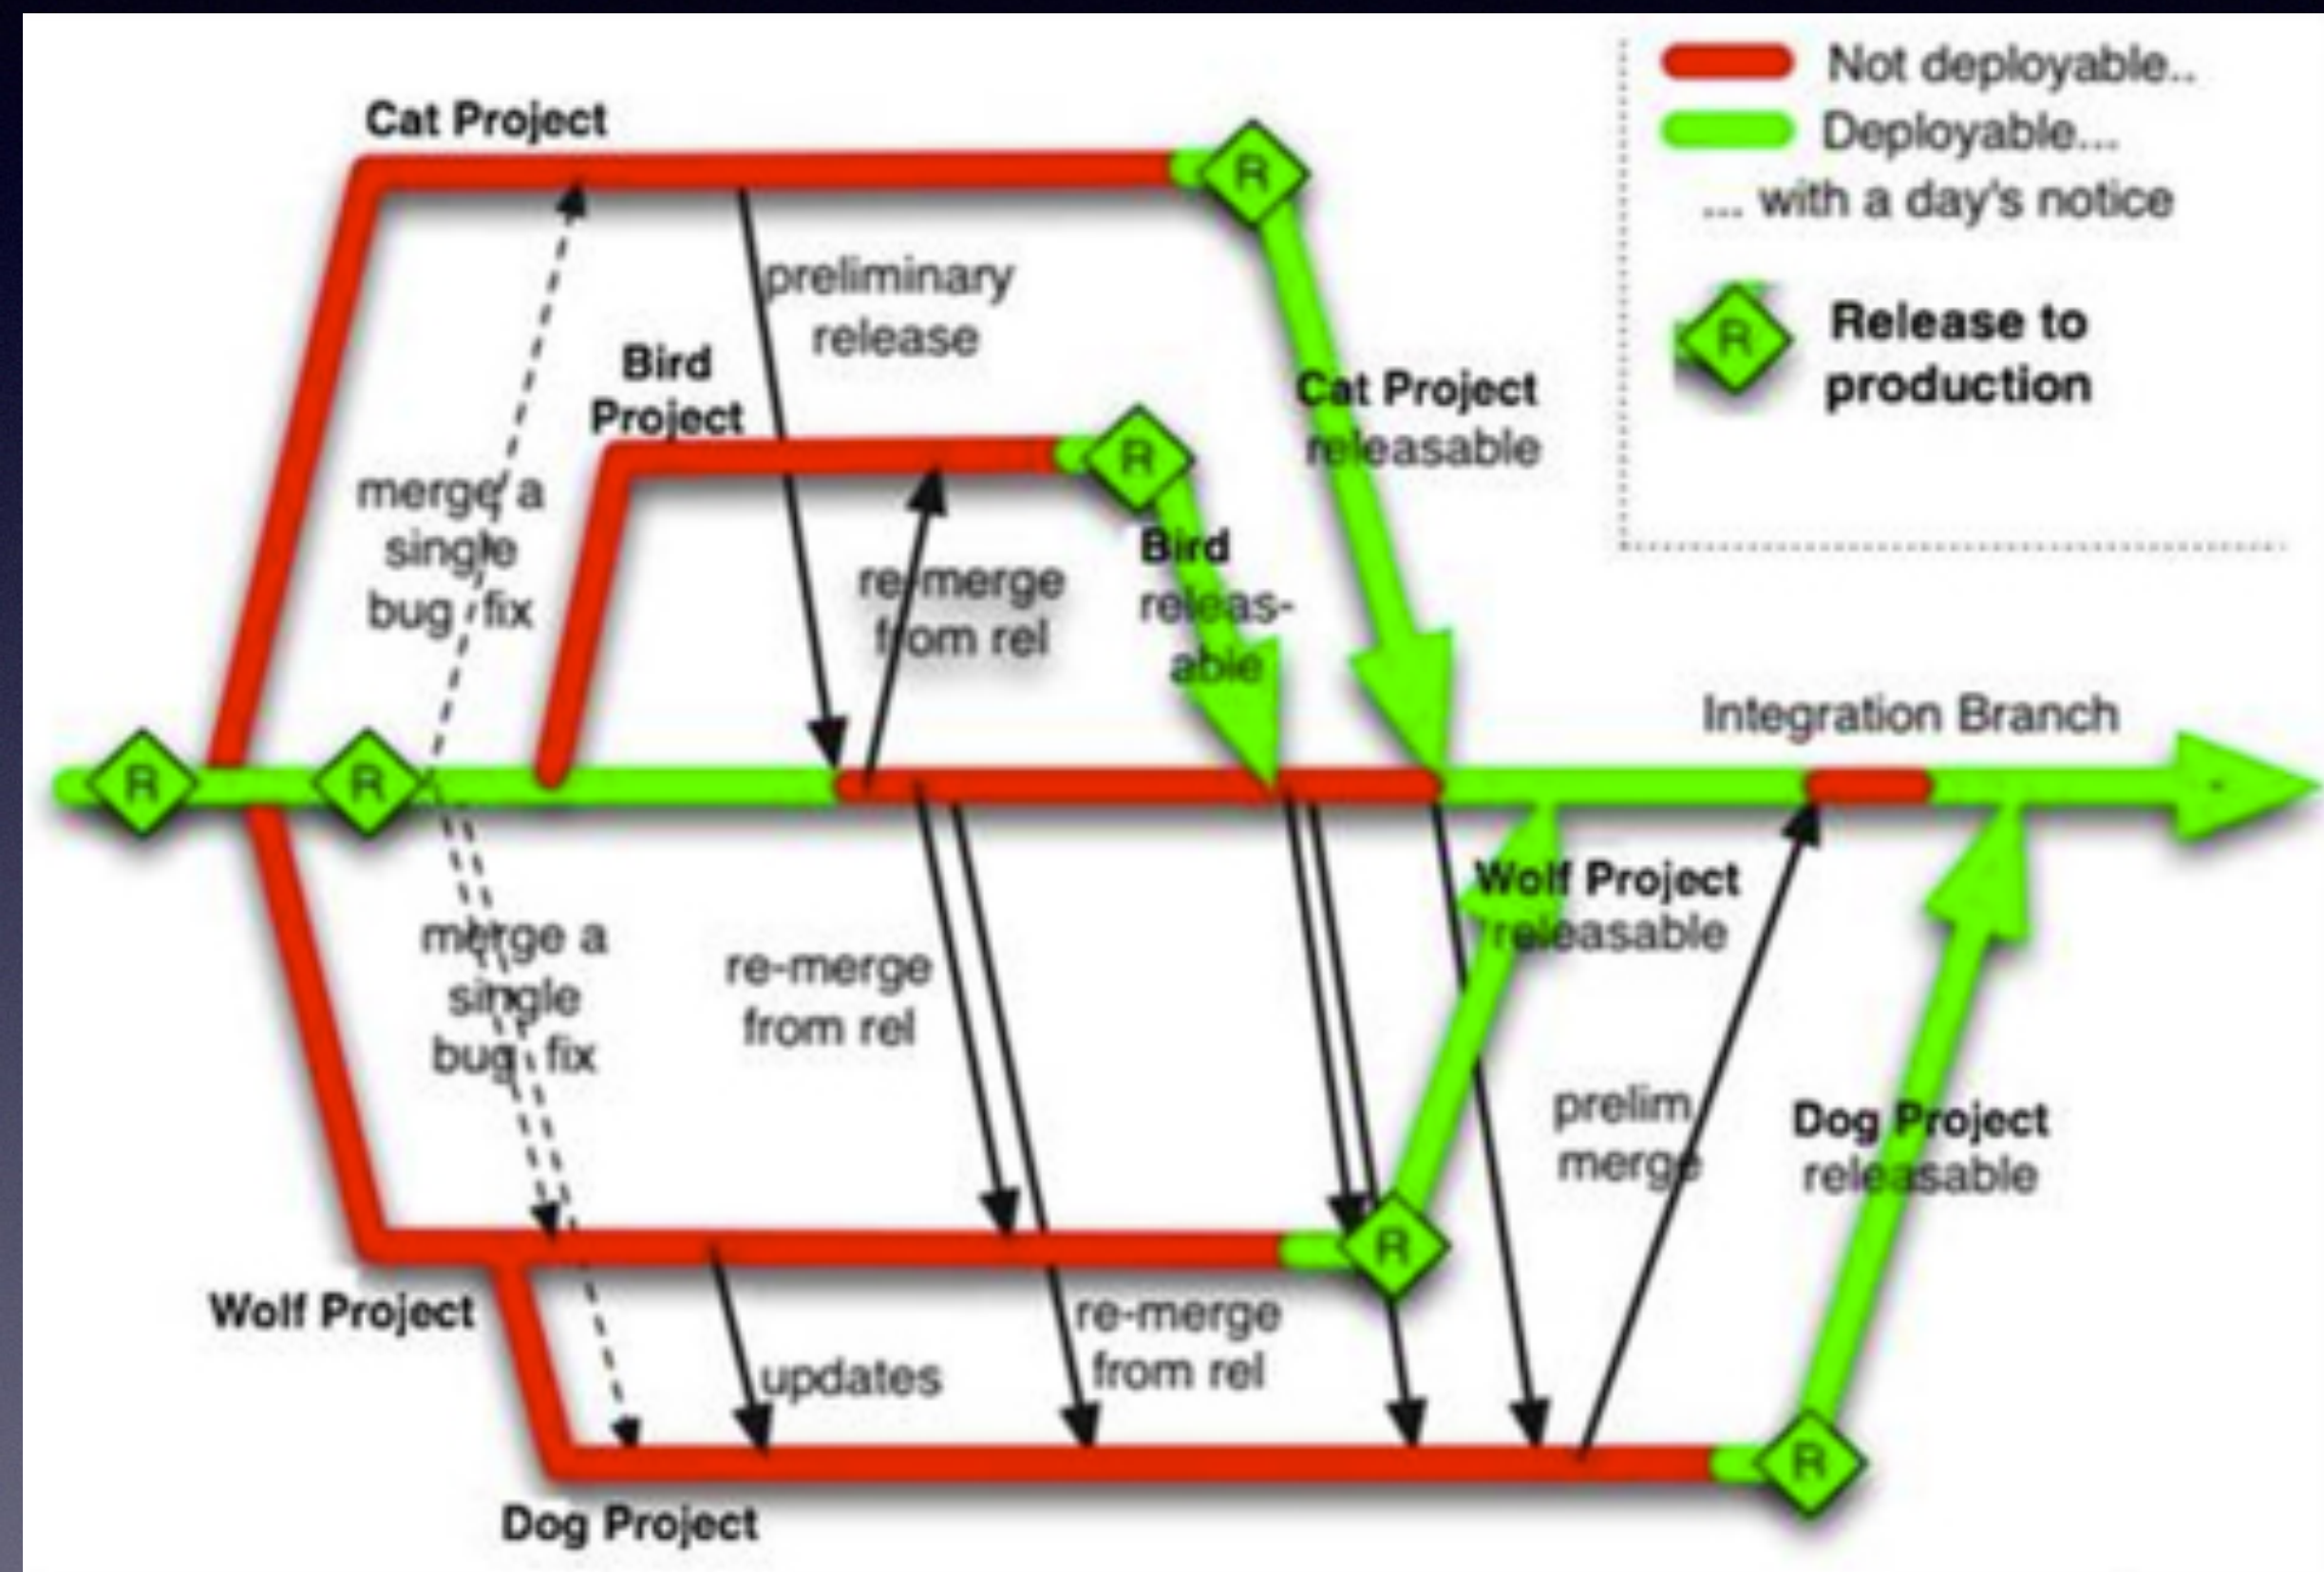 Not deployable..
Deployable...
... with a day's notice
R
Release to
production
Cat Project
R
preliminary
release
Bird
Project
R
Cat Project
releasable
merge a
single
bug fix
re-merge
from rel
Bird
releas-
able
Integration Branch
R
R
merge a
single
bug fix
re-merge
from rel
Wolf Project
releasable
prelim
merge
Dog Project
releasable
R
Wolf Project
updates
re-merge
from rel
R
Dog Project